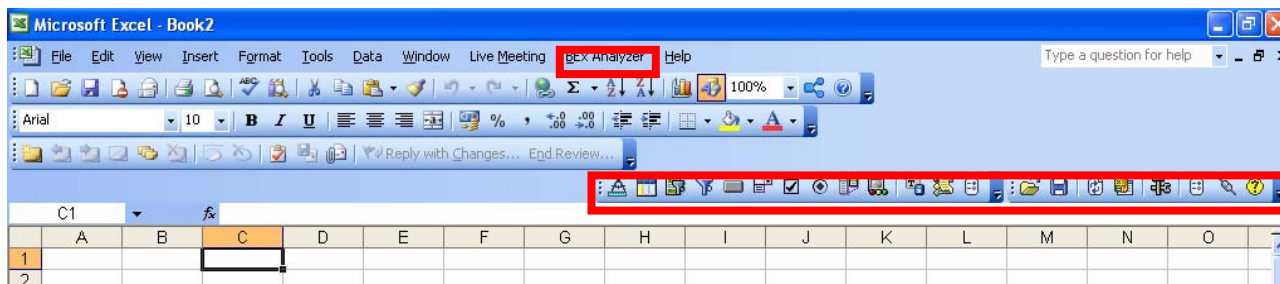 Microsoft Excel - Book2
File Edit View Insert Format Tools Data Window Live Meeting BEx Analyzer Help Type a question for help
100%
Arial 10 B I U % ,
Reply with Changes... End Review...
C1 fx
A B C D E F G H I J K L M N O
1
2